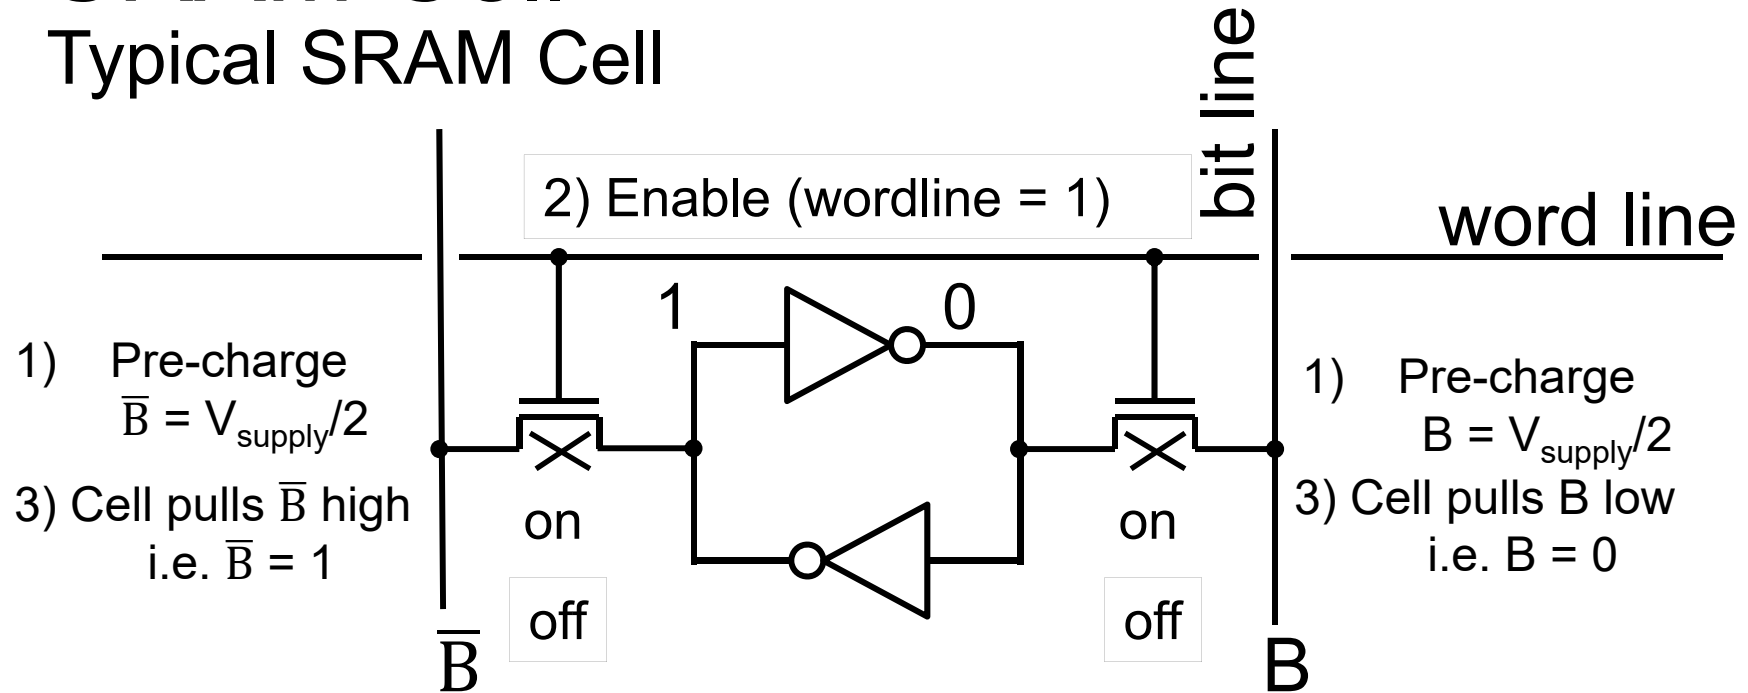 Typical SRAM Cell
bit line
2) Enable (wordline = 1)
word line
1 0
1) Pre-charge
B̅ = Vsupply/2
3) Cell pulls B̅ high
i.e. B̅ = 1
on
off
on
off
1) Pre-charge
B = Vsupply/2
3) Cell pulls B low
i.e. B = 0
B̅
B